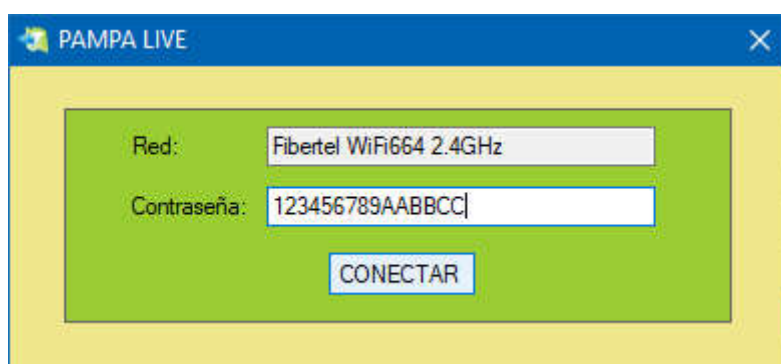 PAMPA LIVE
Red: Fibertel WiFi664 2.4GHz
Contraseña: 123456789AABBCC
CONECTAR